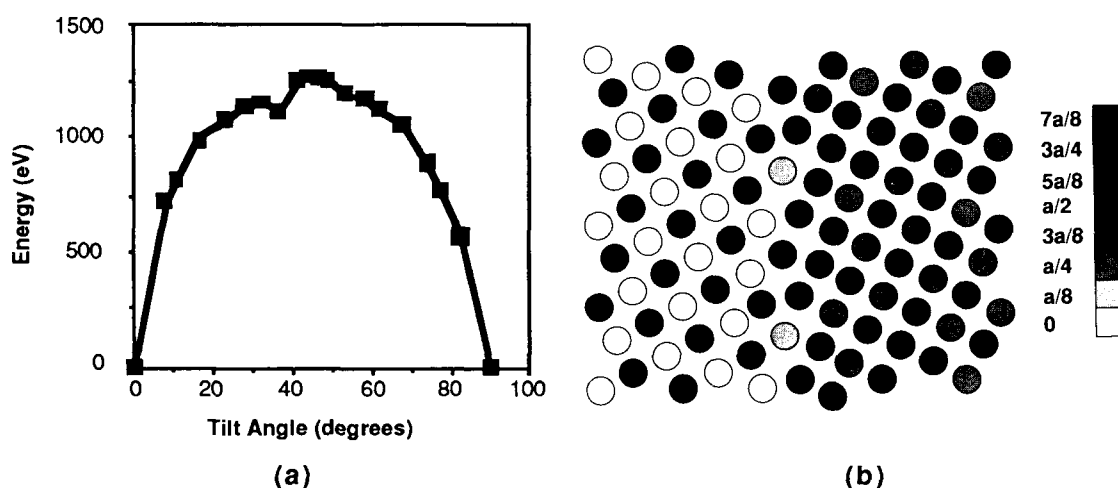 1500
1000
500
0
Energy (eV)
0 20 40 60 80 100
Tilt Angle (degrees)
(a)
7a/8
3a/4
5a/8
a/2
3a/8
a/4
a/8
0
(b)